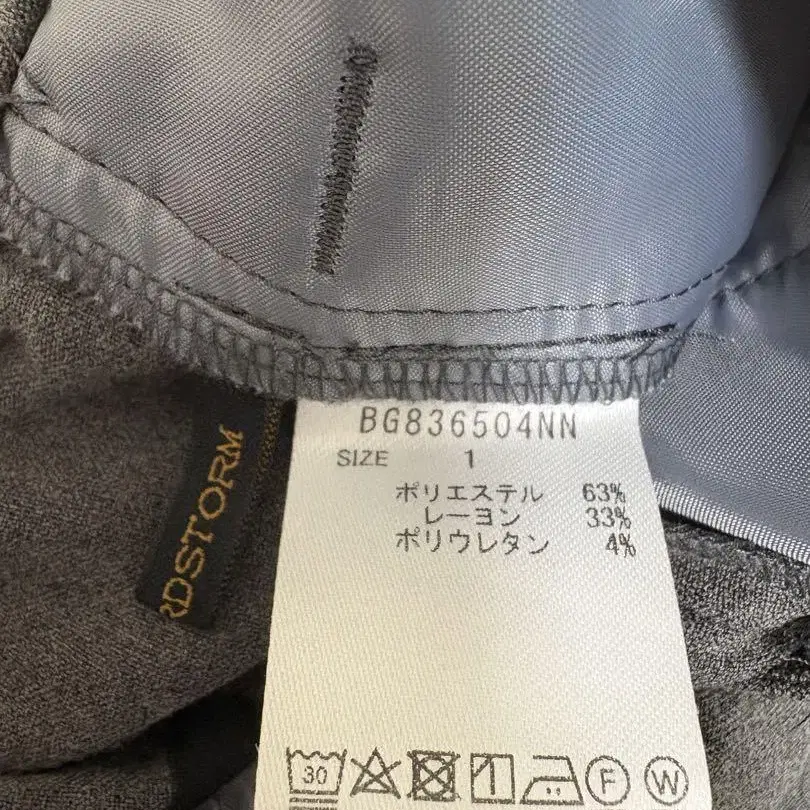 BG836504NN
SIZE 1
ポリエステル 63%
レーヨン 33%
ポリウレタン 4%
RDSTORM
30 F W